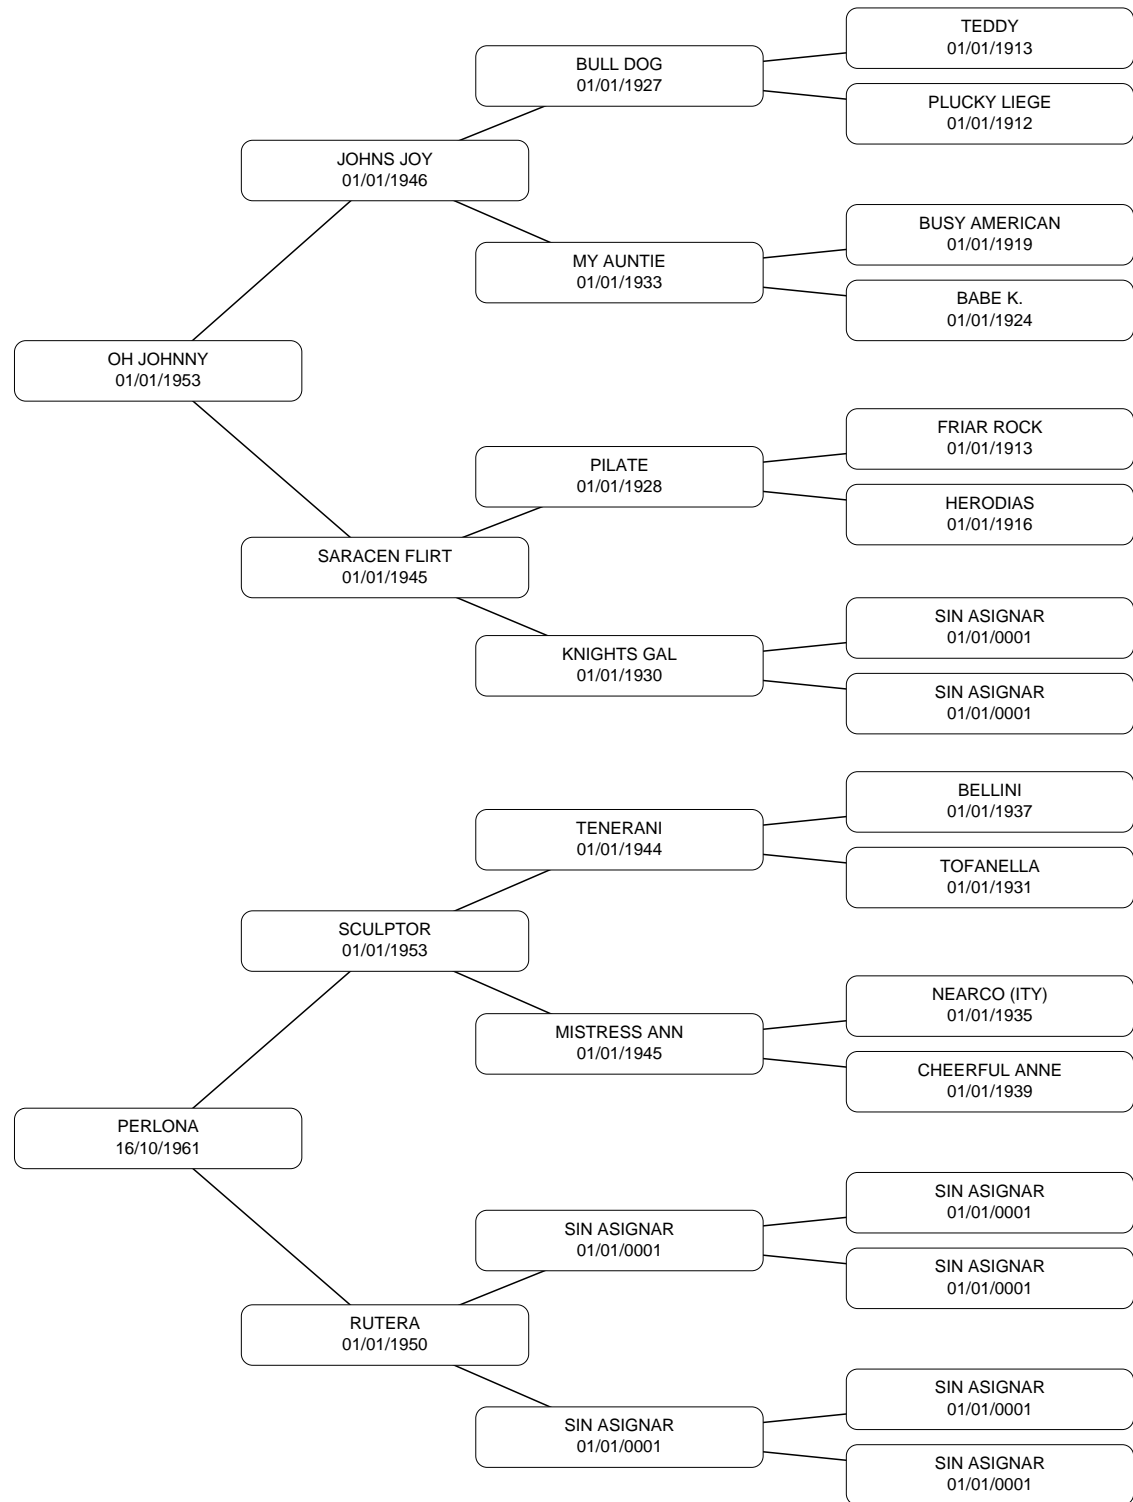 TEDDY
01/01/1913
BULL DOG
01/01/1927
PLUCKY LIEGE
01/01/1912
JOHNS JOY
01/01/1946
BUSY AMERICAN
01/01/1919
MY AUNTIE
01/01/1933
BABE K.
01/01/1924
OH JOHNNY
01/01/1953
FRIAR ROCK
01/01/1913
PILATE
01/01/1928
HERODIAS
01/01/1916
SARACEN FLIRT
01/01/1945
SIN ASIGNAR
01/01/0001
KNIGHTS GAL
01/01/1930
SIN ASIGNAR
01/01/0001
BELLINI
01/01/1937
TENERANI
01/01/1944
TOFANELLA
01/01/1931
SCULPTOR
01/01/1953
NEARCO (ITY)
01/01/1935
MISTRESS ANN
01/01/1945
CHEERFUL ANNE
01/01/1939
PERLONA
16/10/1961
SIN ASIGNAR
01/01/0001
SIN ASIGNAR
01/01/0001
SIN ASIGNAR
01/01/0001
RUTERA
01/01/1950
SIN ASIGNAR
01/01/0001
SIN ASIGNAR
01/01/0001
SIN ASIGNAR
01/01/0001